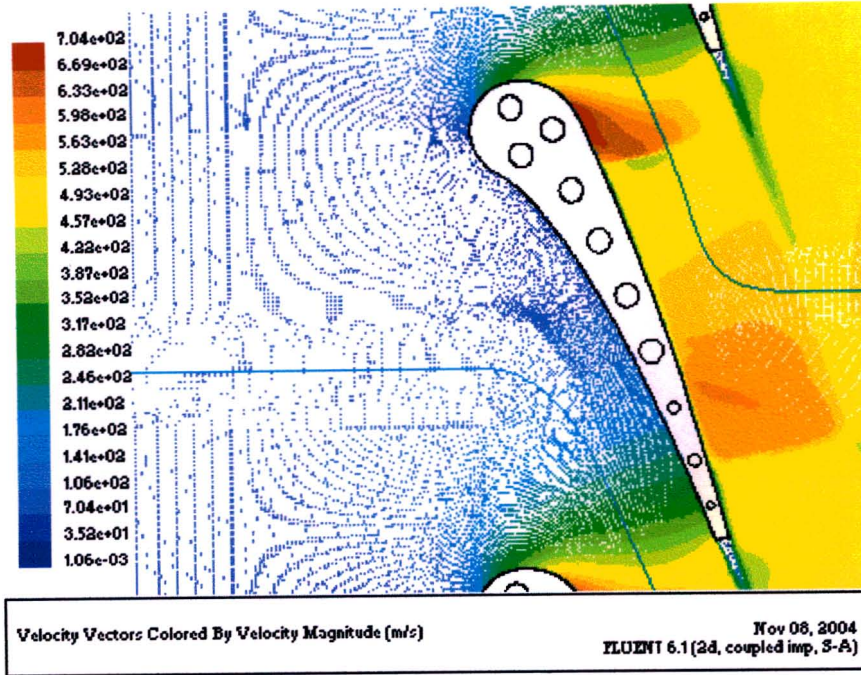 7.04e+02
6.69e+02
6.33e+02
5.98e+02
5.63e+02
5.28e+02
4.93e+02
4.57e+02
4.22e+02
3.87e+02
3.52e+02
3.17e+02
2.82e+02
2.46e+02
2.11e+02
1.76e+02
1.41e+02
1.06e+02
7.04e+01
3.52e+01
1.06e-03
Velocity Vectors Colored By Velocity Magnitude (m/s)
Nov 08, 2004
FLUENT 6.1 (2d, coupled imp, S-A)